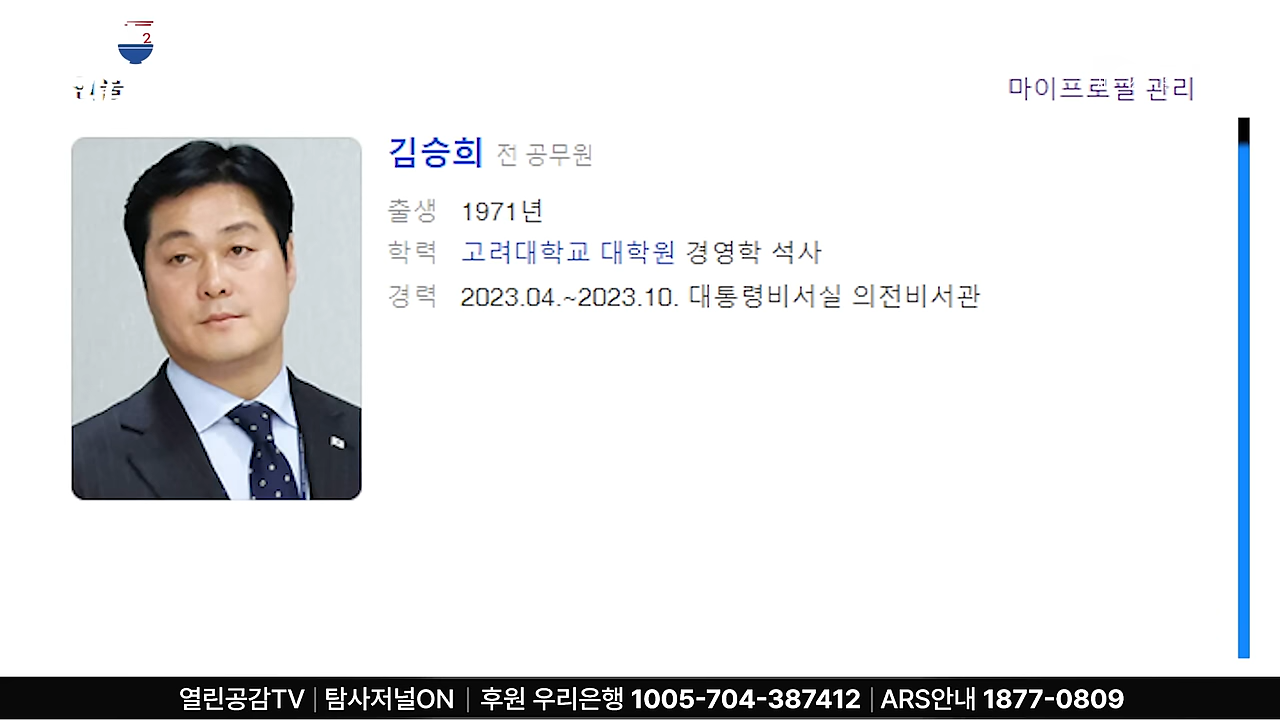 2
마이프로필 관리
김승희 전 공무원
출생 1971년
학력 고려대학교 대학원 경영학 석사
경력 2023.04.~2023.10. 대통령비서실 의전비서관
열린공감TV | 탐사저널ON | 후원 우리은행 1005-704-387412 | ARS안내 1877-0809